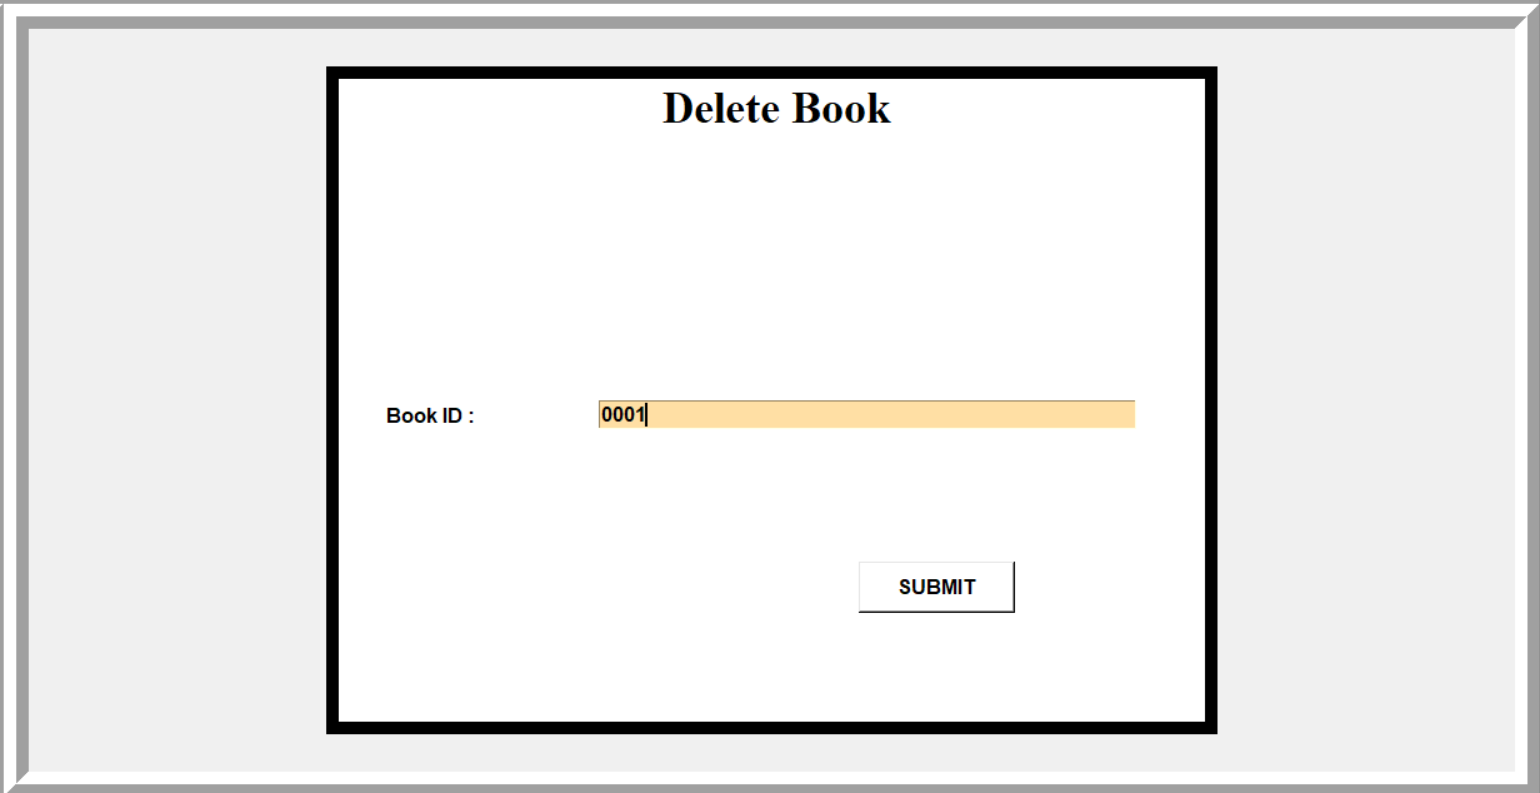 Delete Book
Book ID : 0001
SUBMIT